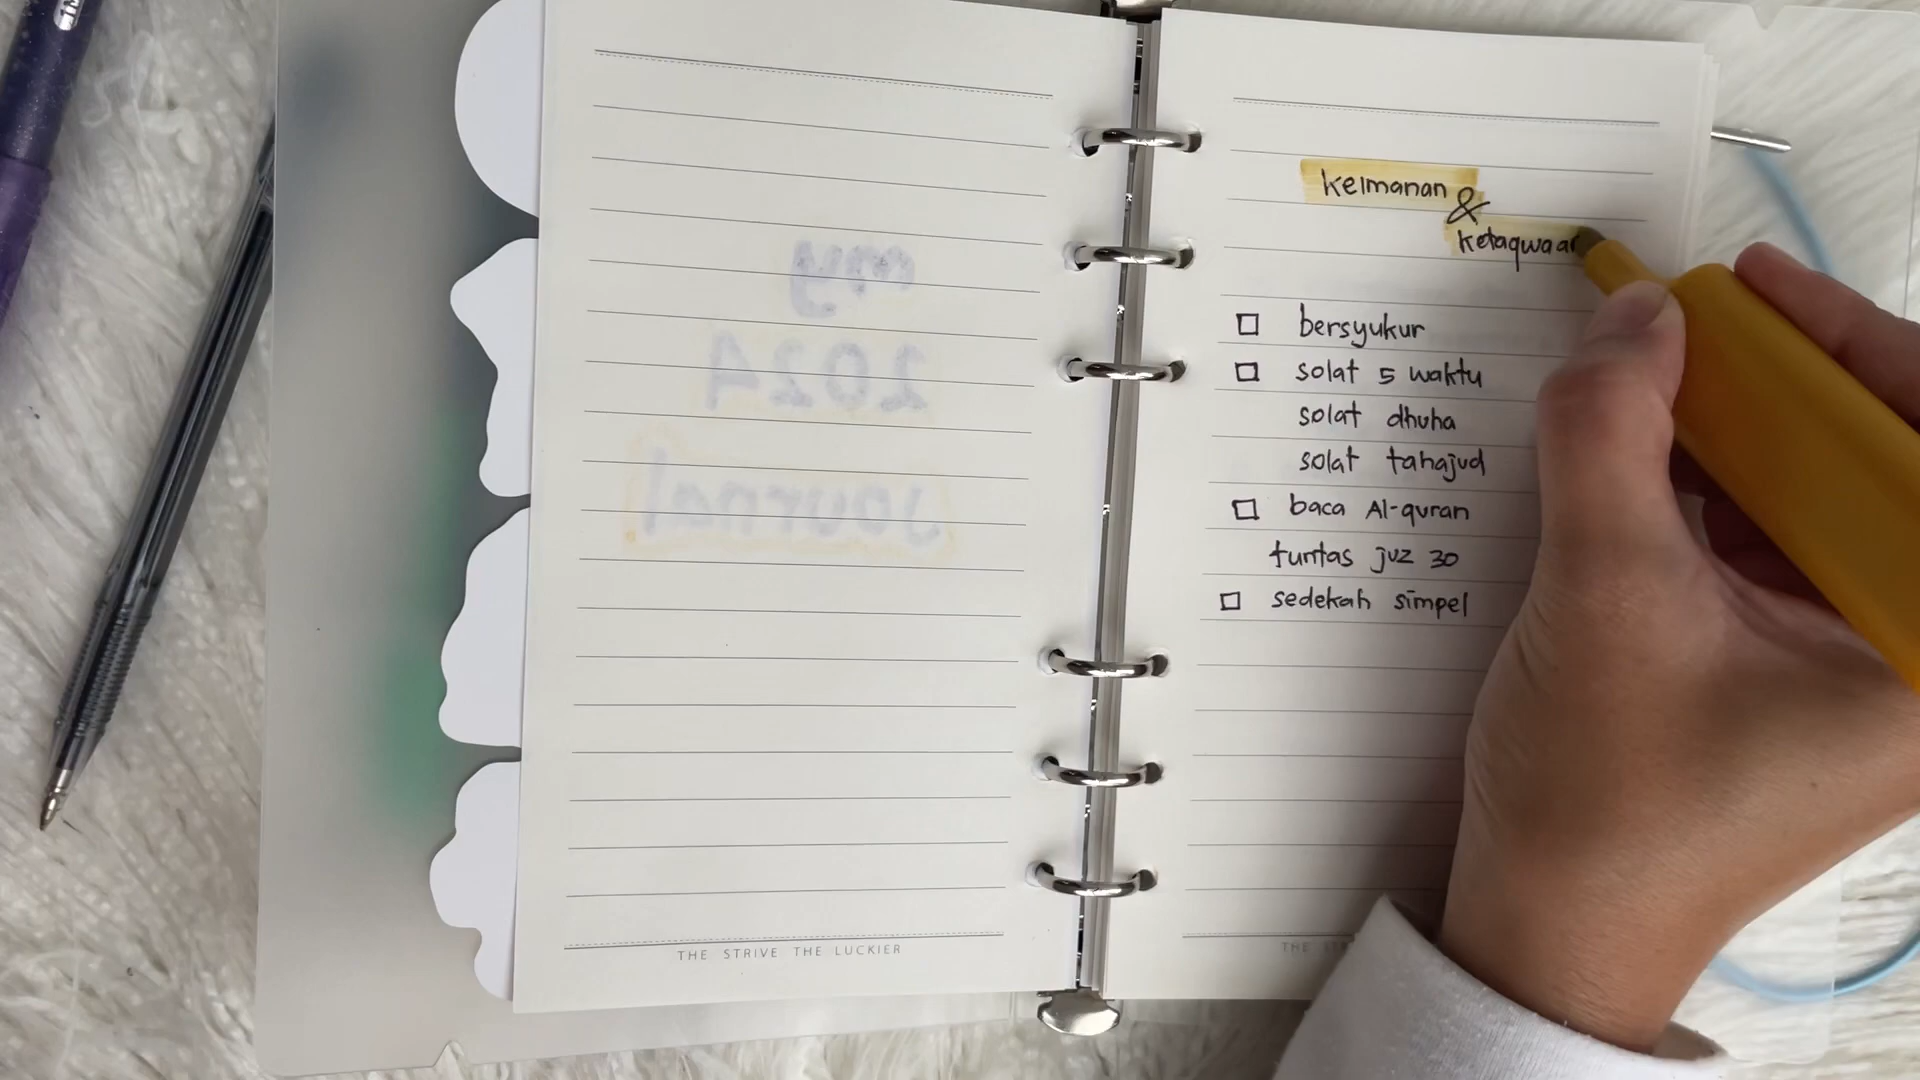 my
2024
Journal
THE STRIVE THE LUCKIER
keimanan
&
ketaqwaan
bersyukur
solat 5 waktu
solat dhuha
solat tahajud
baca Al-quran
tuntas juz 30
sedekah simpel
THE